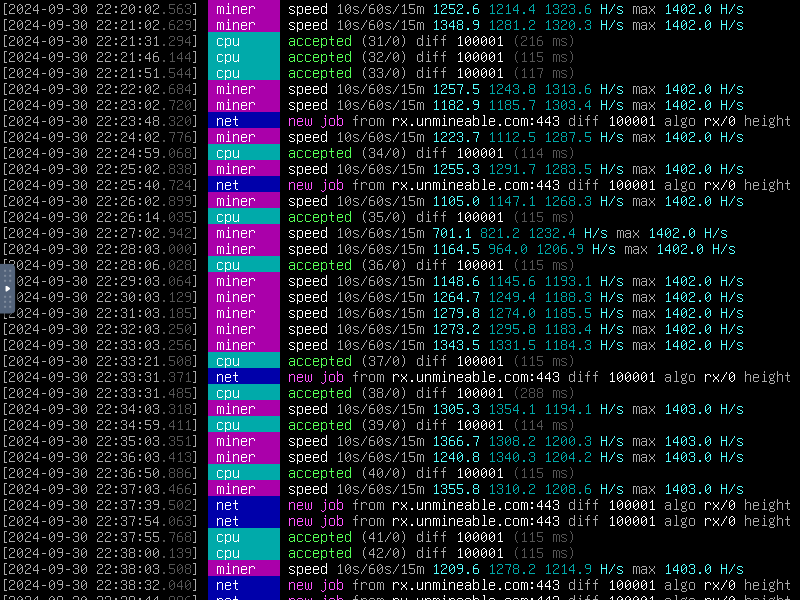 [2024-09-30 22:20:02.563] miner speed 10s/60s/15m 1252.6 1214.4 1323.6 H/s max 1402.0 H/s
[2024-09-30 22:21:02.629] miner speed 10s/60s/15m 1348.9 1281.2 1320.3 H/s max 1402.0 H/s
[2024-09-30 22:21:31.294] cpu accepted (31/0) diff 100001 (216 ms)
[2024-09-30 22:21:46.144] cpu accepted (32/0) diff 100001 (115 ms)
[2024-09-30 22:21:51.544] cpu accepted (33/0) diff 100001 (117 ms)
[2024-09-30 22:22:02.684] miner speed 10s/60s/15m 1257.5 1243.8 1313.6 H/s max 1402.0 H/s
[2024-09-30 22:23:02.720] miner speed 10s/60s/15m 1182.9 1185.7 1303.4 H/s max 1402.0 H/s
[2024-09-30 22:23:48.320] net new job from rx.unmineable.com:443 diff 100001 algo rx/0 height
[2024-09-30 22:24:02.776] miner speed 10s/60s/15m 1223.7 1112.5 1287.5 H/s max 1402.0 H/s
[2024-09-30 22:24:59.068] cpu accepted (34/0) diff 100001 (114 ms)
[2024-09-30 22:25:02.838] miner speed 10s/60s/15m 1255.3 1291.7 1283.5 H/s max 1402.0 H/s
[2024-09-30 22:25:40.724] net new job from rx.unmineable.com:443 diff 100001 algo rx/0 height
[2024-09-30 22:26:02.899] miner speed 10s/60s/15m 1105.0 1147.1 1268.3 H/s max 1402.0 H/s
[2024-09-30 22:26:14.035] cpu accepted (35/0) diff 100001 (115 ms)
[2024-09-30 22:27:02.942] miner speed 10s/60s/15m 701.1 821.2 1232.4 H/s max 1402.0 H/s
[2024-09-30 22:28:03.000] miner speed 10s/60s/15m 1164.5 964.0 1206.9 H/s max 1402.0 H/s
[2024-09-30 22:28:06.028] cpu accepted (36/0) diff 100001 (115 ms)
[2024-09-30 22:29:03.064] miner speed 10s/60s/15m 1148.6 1145.6 1193.1 H/s max 1402.0 H/s
[2024-09-30 22:30:03.129] miner speed 10s/60s/15m 1264.7 1249.4 1188.3 H/s max 1402.0 H/s
[2024-09-30 22:31:03.185] miner speed 10s/60s/15m 1279.8 1274.0 1185.5 H/s max 1402.0 H/s
[2024-09-30 22:32:03.250] miner speed 10s/60s/15m 1273.2 1295.8 1183.4 H/s max 1402.0 H/s
[2024-09-30 22:33:03.256] miner speed 10s/60s/15m 1343.5 1331.5 1184.3 H/s max 1402.0 H/s
[2024-09-30 22:33:21.508] cpu accepted (37/0) diff 100001 (115 ms)
[2024-09-30 22:33:31.371] net new job from rx.unmineable.com:443 diff 100001 algo rx/0 height
[2024-09-30 22:33:31.485] cpu accepted (38/0) diff 100001 (288 ms)
[2024-09-30 22:34:03.318] miner speed 10s/60s/15m 1305.3 1354.1 1194.1 H/s max 1403.0 H/s
[2024-09-30 22:34:59.411] cpu accepted (39/0) diff 100001 (114 ms)
[2024-09-30 22:35:03.351] miner speed 10s/60s/15m 1366.7 1308.2 1200.3 H/s max 1403.0 H/s
[2024-09-30 22:36:03.413] miner speed 10s/60s/15m 1240.8 1340.3 1204.2 H/s max 1403.0 H/s
[2024-09-30 22:36:50.886] cpu accepted (40/0) diff 100001 (115 ms)
[2024-09-30 22:37:03.466] miner speed 10s/60s/15m 1355.8 1310.2 1208.6 H/s max 1403.0 H/s
[2024-09-30 22:37:39.502] net new job from rx.unmineable.com:443 diff 100001 algo rx/0 height
[2024-09-30 22:37:54.063] net new job from rx.unmineable.com:443 diff 100001 algo rx/0 height
[2024-09-30 22:37:55.768] cpu accepted (41/0) diff 100001 (115 ms)
[2024-09-30 22:38:00.139] cpu accepted (42/0) diff 100001 (115 ms)
[2024-09-30 22:38:03.508] miner speed 10s/60s/15m 1209.6 1278.2 1214.9 H/s max 1403.0 H/s
[2024-09-30 22:38:32.040] net new job from rx.unmineable.com:443 diff 100001 algo rx/0 height